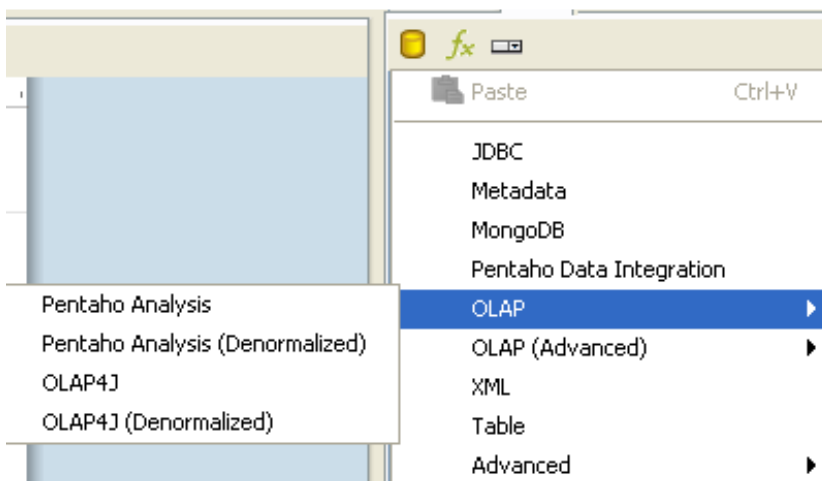 fx
Paste Ctrl+V
JDBC
Metadata
MongoDB
Pentaho Data Integration
OLAP
OLAP (Advanced)
XML
Table
Advanced
Pentaho Analysis
Pentaho Analysis (Denormalized)
OLAP4J
OLAP4J (Denormalized)